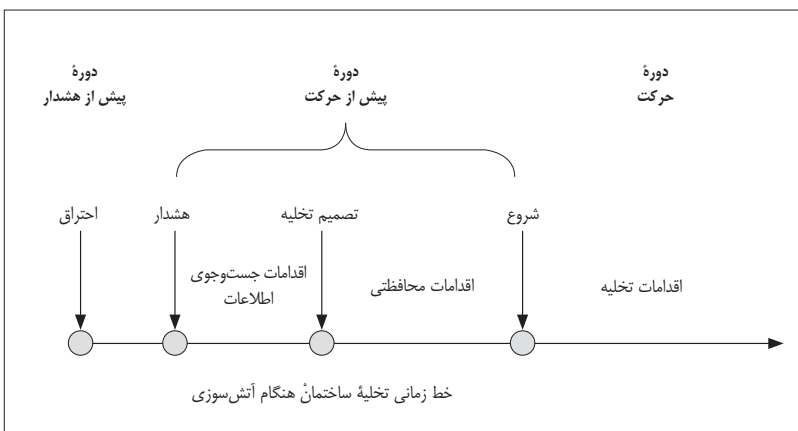 دورهٔ
پیش از هشدار
دورهٔ
پیش از حرکت
دورهٔ
حرکت
احتراق
هشدار
تصمیم تخلیه
شروع
اقدامات جست‌وجوی
اطلاعات
اقدامات محافظتی
اقدامات تخلیه
خط زمانی تخلیهٔ ساختمانْ هنگام آتش‌سوزی